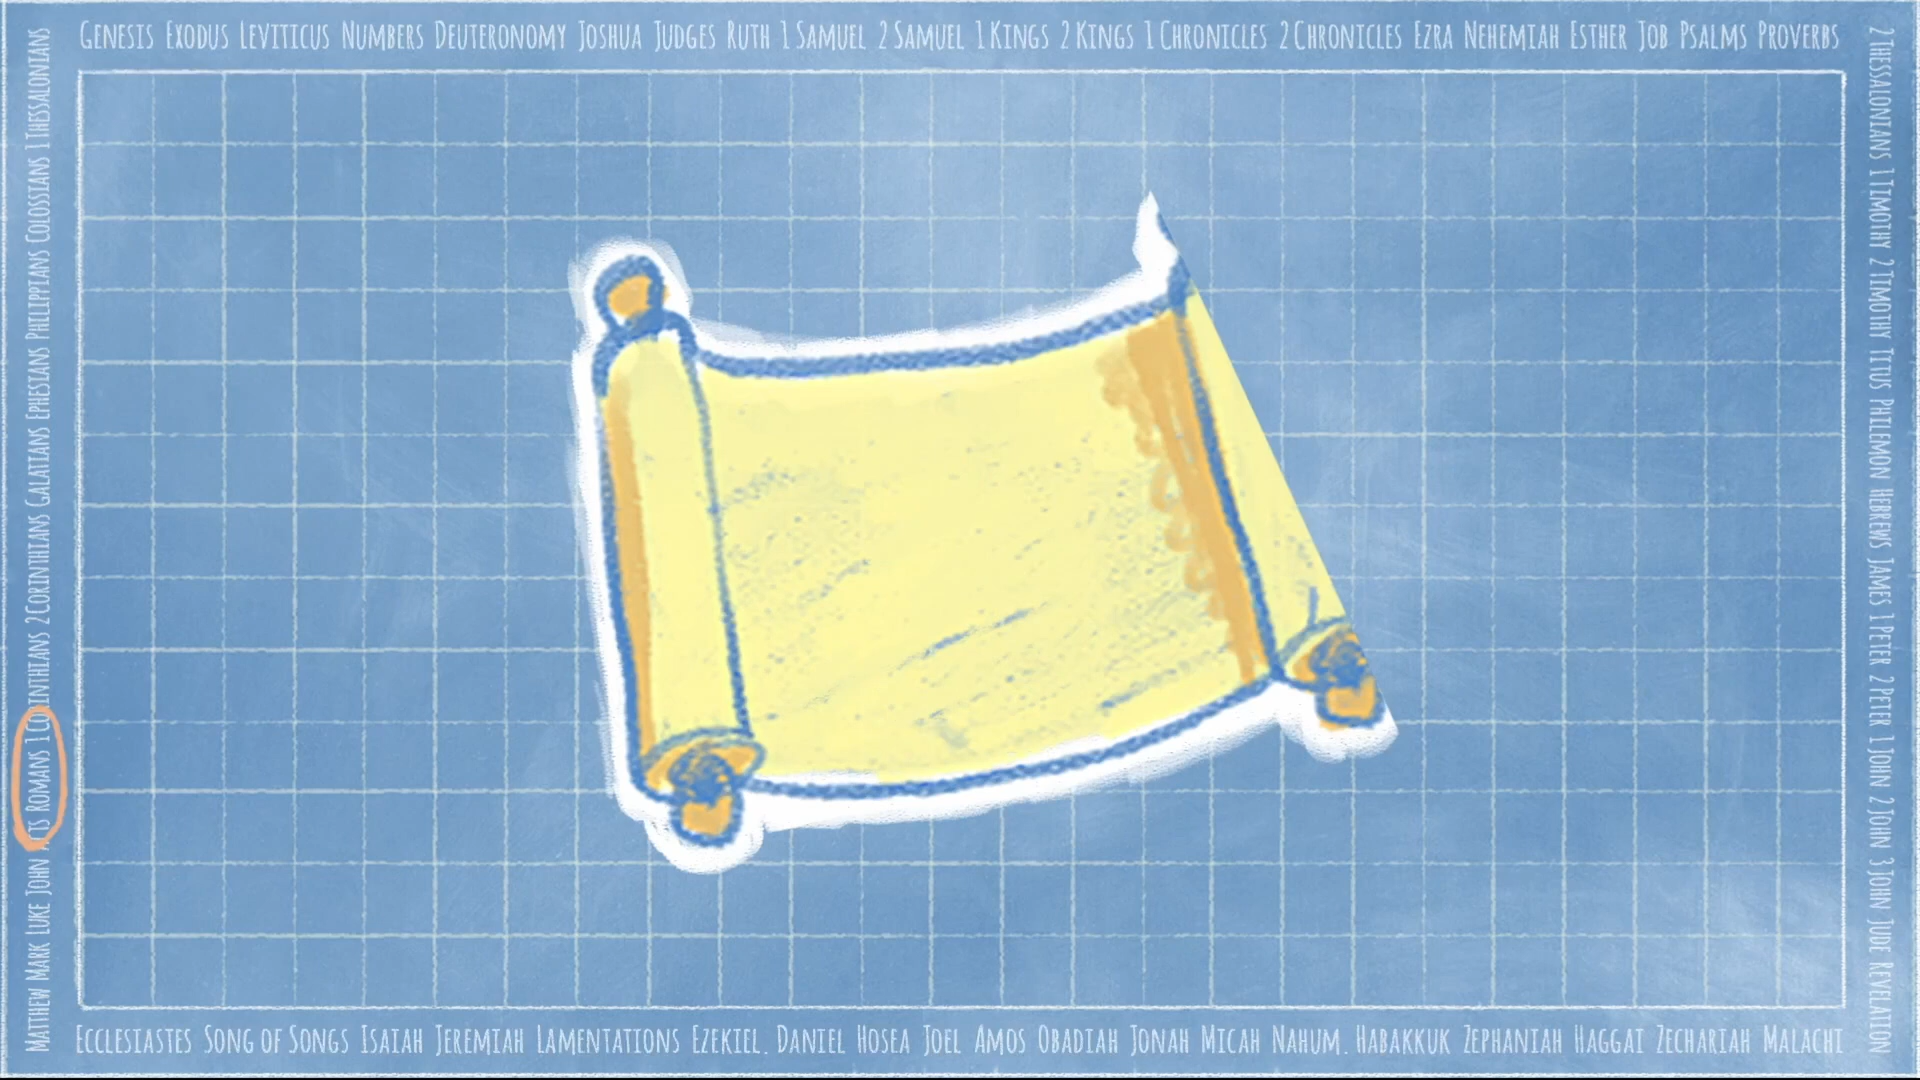 Genesis Exodus Leviticus Numbers Deuteronomy Joshua Judges Ruth 1 Samuel 2 Samuel 1 Kings 2 Kings 1 Chronicles 2 Chronicles Ezra Nehemiah Esther Job Psalms Proverbs
Ecclesiastes Song of Songs Isaiah Jeremiah Lamentations Ezekiel. Daniel Hosea Joel Amos Obadiah Jonah Micah Nahum. Habakkuk Zephaniah Haggai Zechariah Malachi
Matthew Mark Luke John Acts Romans 1 Corinthians 2 Corinthians Galatians Ephesians Philippians Colossians 1 Thessalonians
2 Thessalonians 1 Timothy 2 Timothy Titus Philemon Hebrews James 1 Peter 2 Peter 1 John 2 John 3 John Jude Revelation